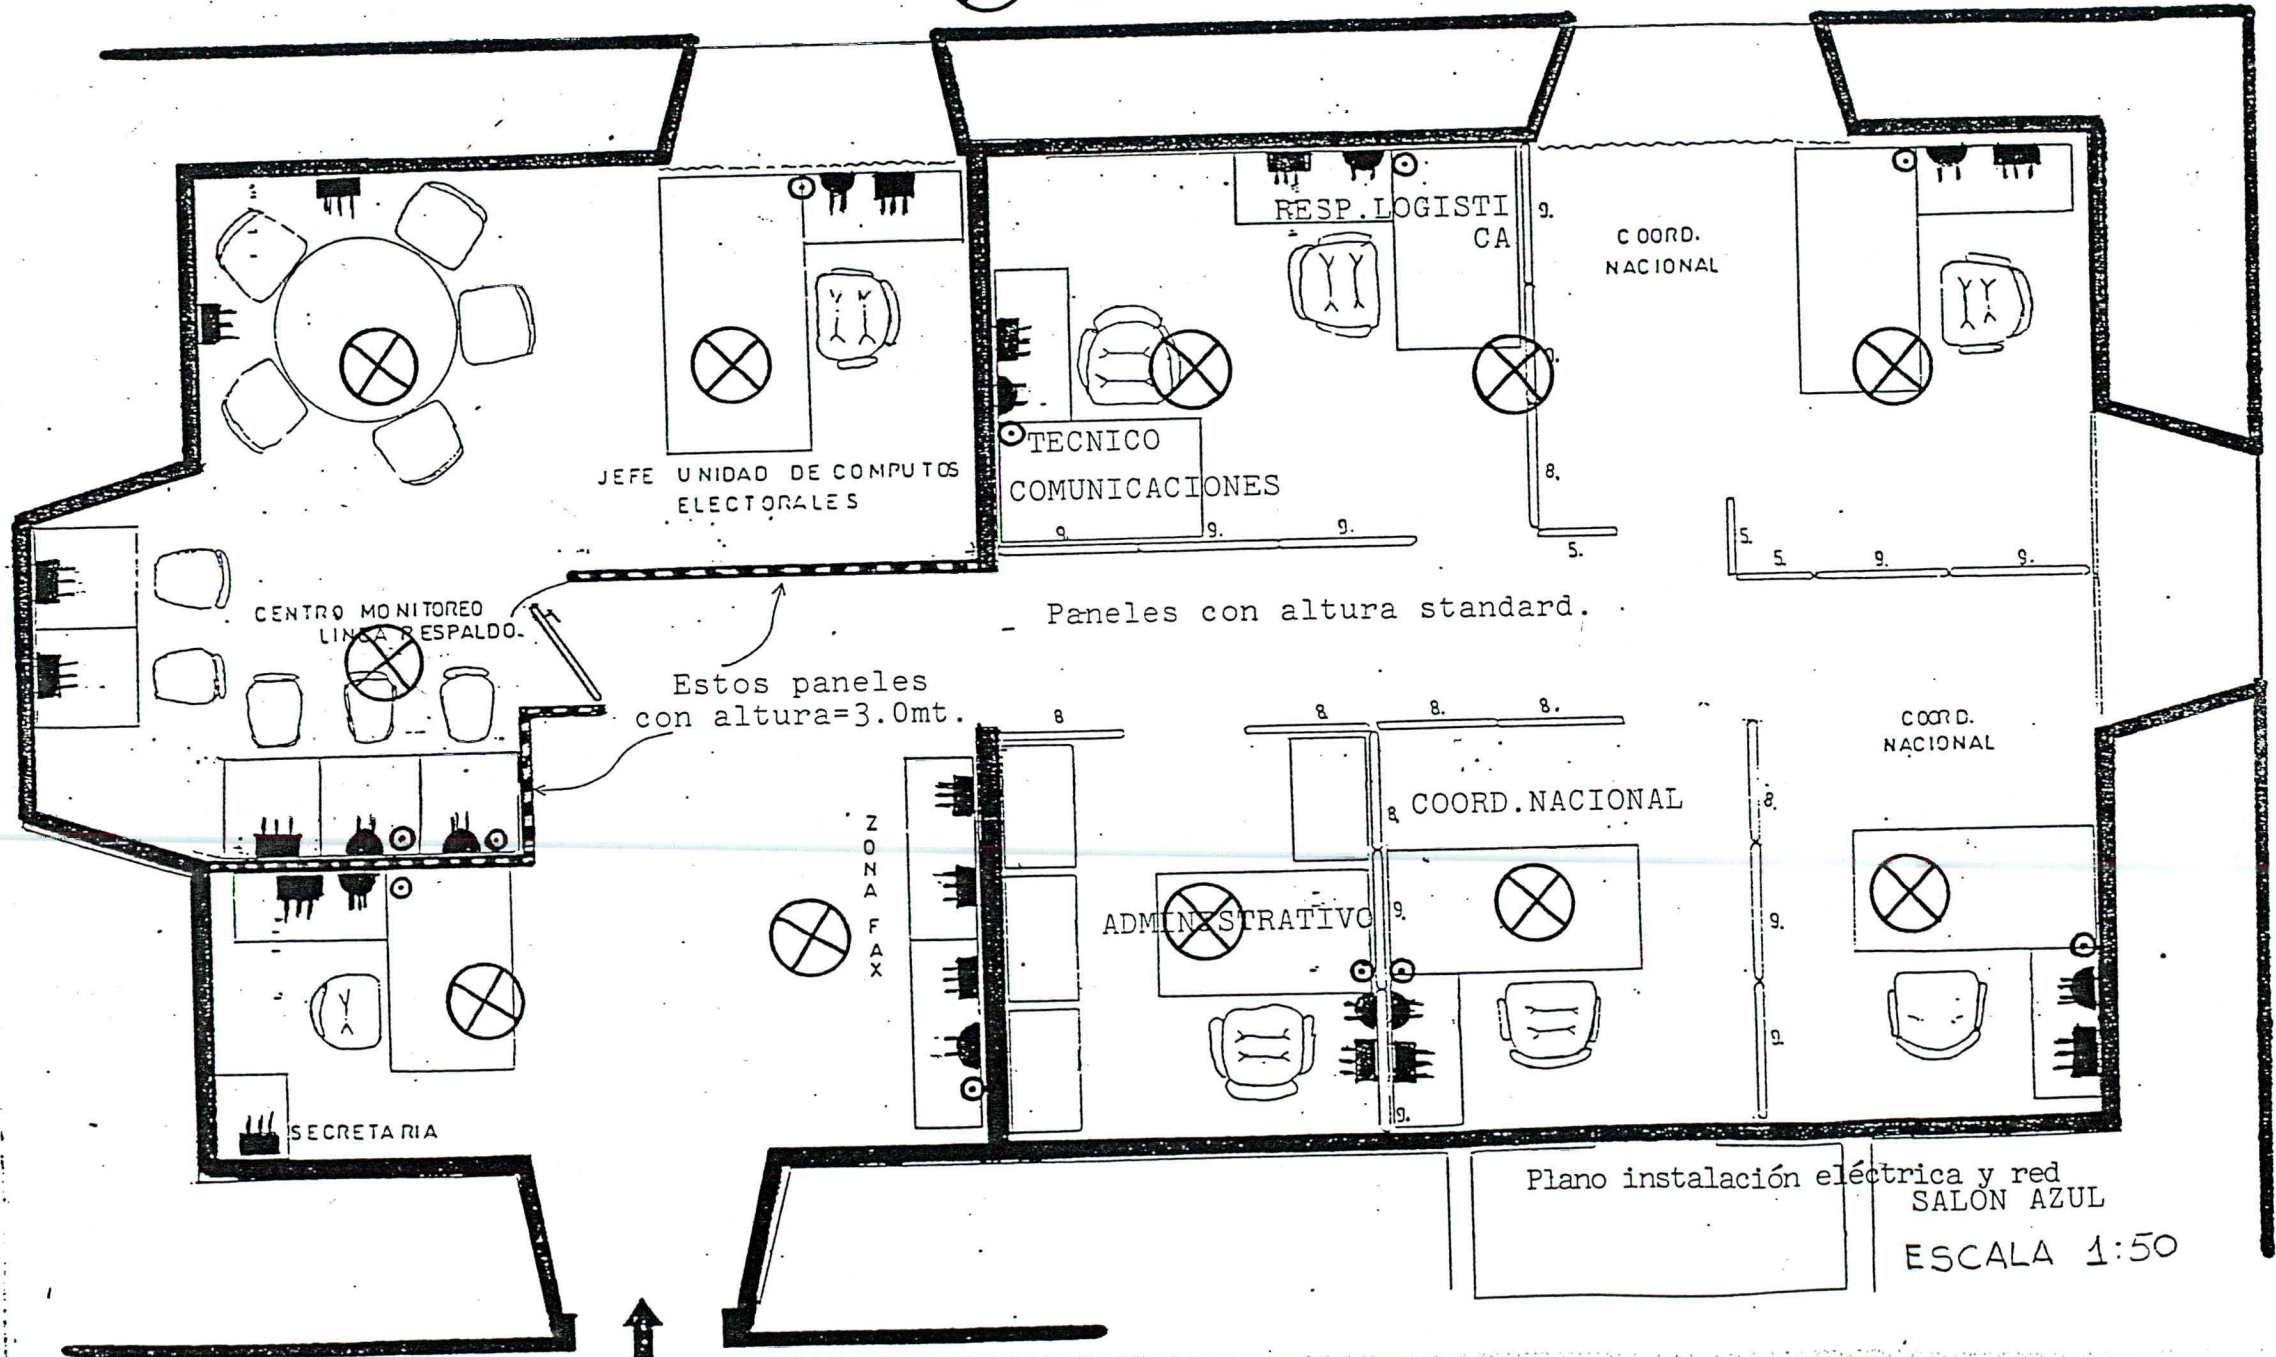 RESP.LOGISTI
CA
9.
COORD.
NACIONAL
TECNICO
COMUNICACIONES
JEFE UNIDAD DE COMPUTOS
ELECTORALES
8.
9.
9.
9.
5.
5.
5.
9.
9.
CENTRO MONITOREO
LINEA RESPALDO.
Paneles con altura standard.
Estos paneles
con altura=3.0mt.
8
8
8.
8.
COORD.
NACIONAL
8.
COORD.NACIONAL
8.
ZONA FAX
ADMINISTRATIVO
9.
9.
9.
9.
SECRETARIA
Plano instalación eléctrica y red
SALON AZUL
ESCALA 1:50